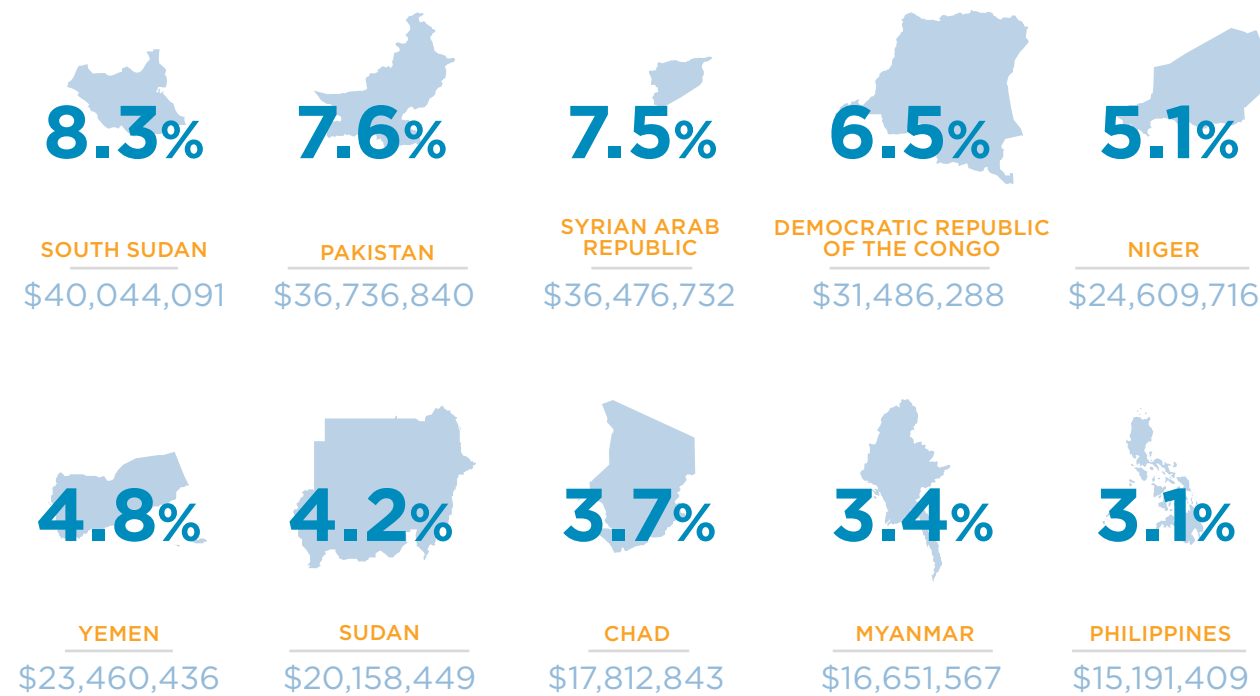 8.3%
7.6%
7.5%
6.5%
5.1%
SOUTH SUDAN
PAKISTAN
SYRIAN ARAB
REPUBLIC
DEMOCRATIC REPUBLIC
OF THE CONGO
NIGER
$40,044,091
$36,736,840
$36,476,732
$31,486,288
$24,609,716
4.8%
4.2%
3.7%
3.4%
3.1%
YEMEN
SUDAN
CHAD
MYANMAR
PHILIPPINES
$23,460,436
$20,158,449
$17,812,843
$16,651,567
$15,191,409